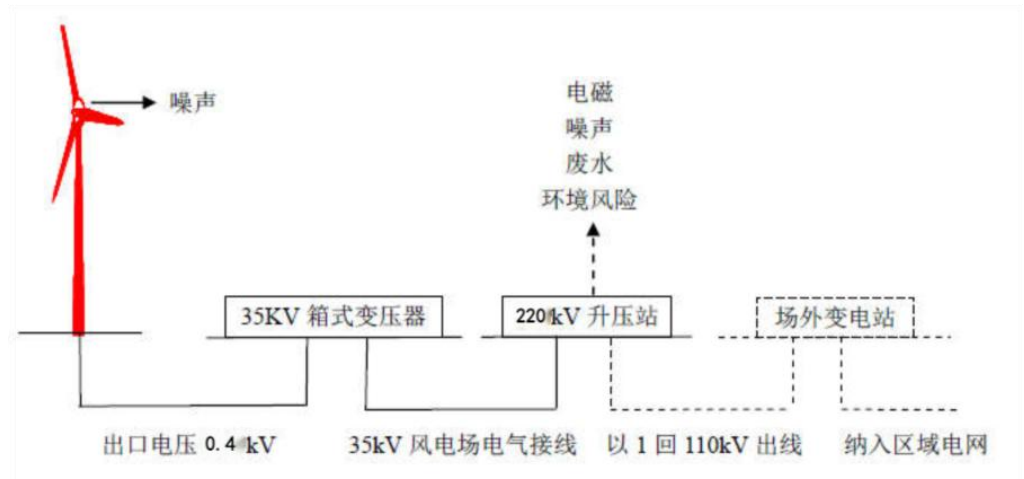 噪声
电磁
噪声
废水
环境风险
35KV 箱式变压器
220kV 升压站
场外变电站
出口电压 0.4 kV
35kV 风电场电气接线
以 1 回 110kV 出线
纳入区域电网